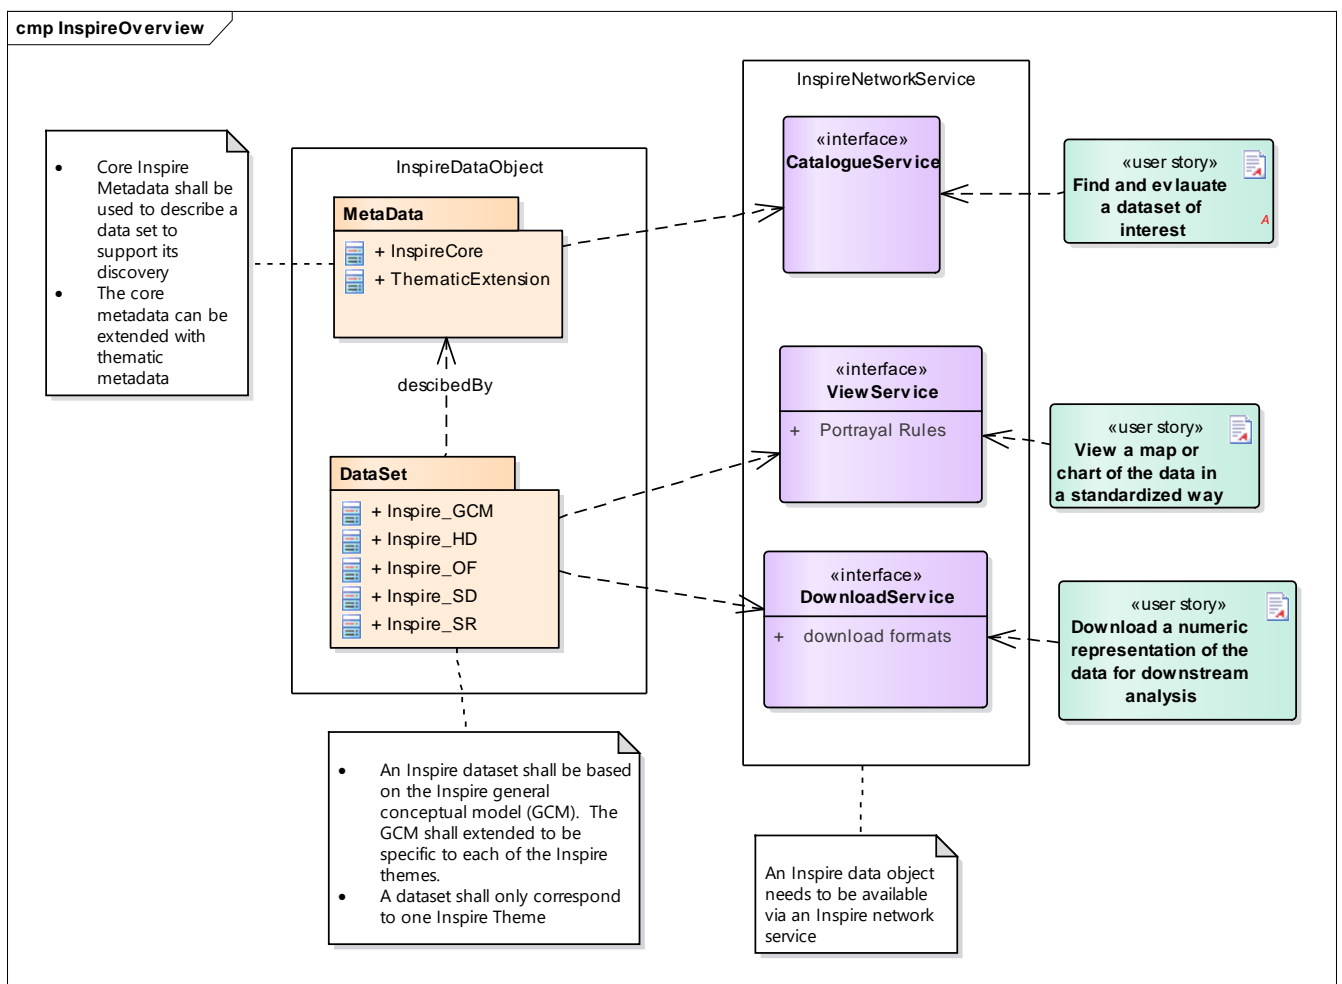 cmp InspireOverview
InspireNetworkService
«interface»
CatalogueService
«user story»
Find and evlauate
a dataset of
interest
A
• Core Inspire
Metadata shall be
used to describe a
data set to
support its
discovery
• The core
metadata can be
extended with
thematic
metadata
InspireDataObject
MetaData
+ InspireCore
+ ThematicExtension
descibedBy
«interface»
ViewService
+ Portrayal Rules
«user story»
View a map or
chart of the data in
a standardized way
DataSet
+ Inspire_GCM
+ Inspire_HD
+ Inspire_OF
+ Inspire_SD
+ Inspire_SR
«interface»
DownloadService
+ download formats
«user story»
Download a numeric
representation of the
data for downstream
analysis
• An Inspire dataset shall be based
on the Inspire general
conceptual model (GCM). The
GCM shall extended to be
specific to each of the Inspire
themes.
• A dataset shall only correspond
to one Inspire Theme
An Inspire data object
needs to be available
via an Inspire network
service